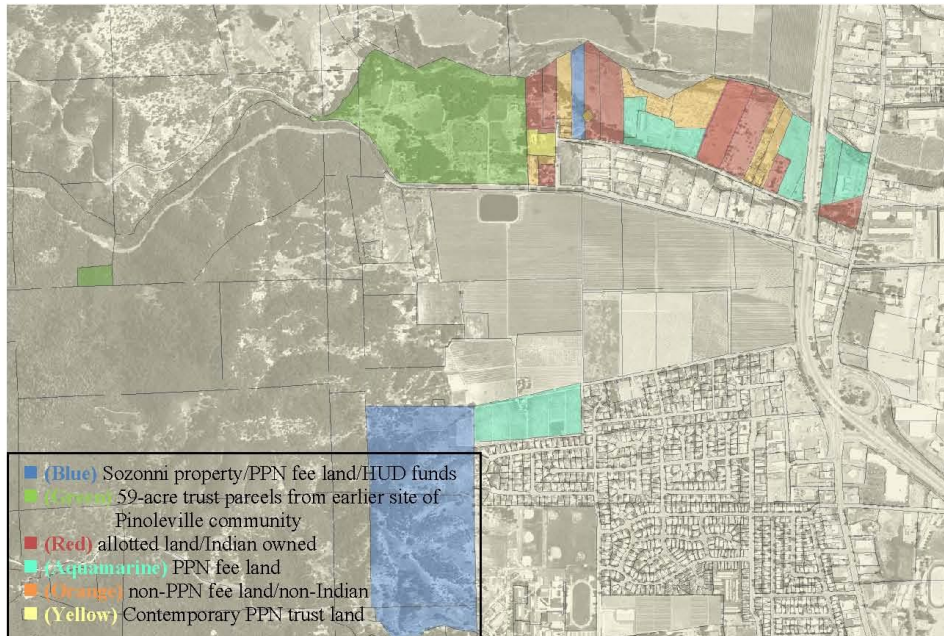 (Blue) Sozonni property/PPN fee land/HUD funds
(Green) 59-acre trust parcels from earlier site of
Pinoleville community
(Red) allotted land/Indian owned
(Aquamarine) PPN fee land
(Orange) non-PPN fee land/non-Indian
(Yellow) Contemporary PPN trust land